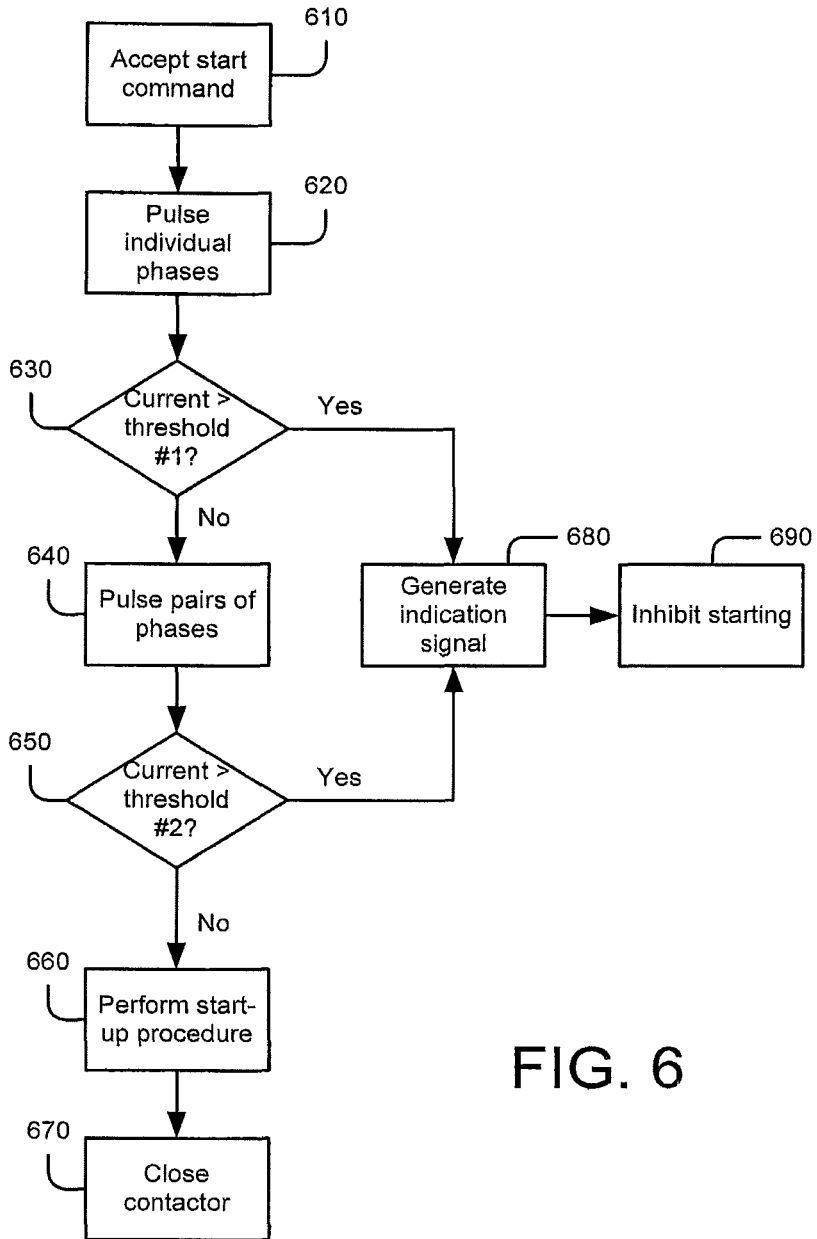 610
Accept start
command
620
Pulse
individual
phases
630
Current >
threshold
#1?
Yes
No
640
Pulse pairs of
phases
680
Generate
indication
signal
690
Inhibit starting
650
Current >
threshold
#2?
Yes
No
660
Perform start-
up procedure
670
Close
contactor
FIG. 6